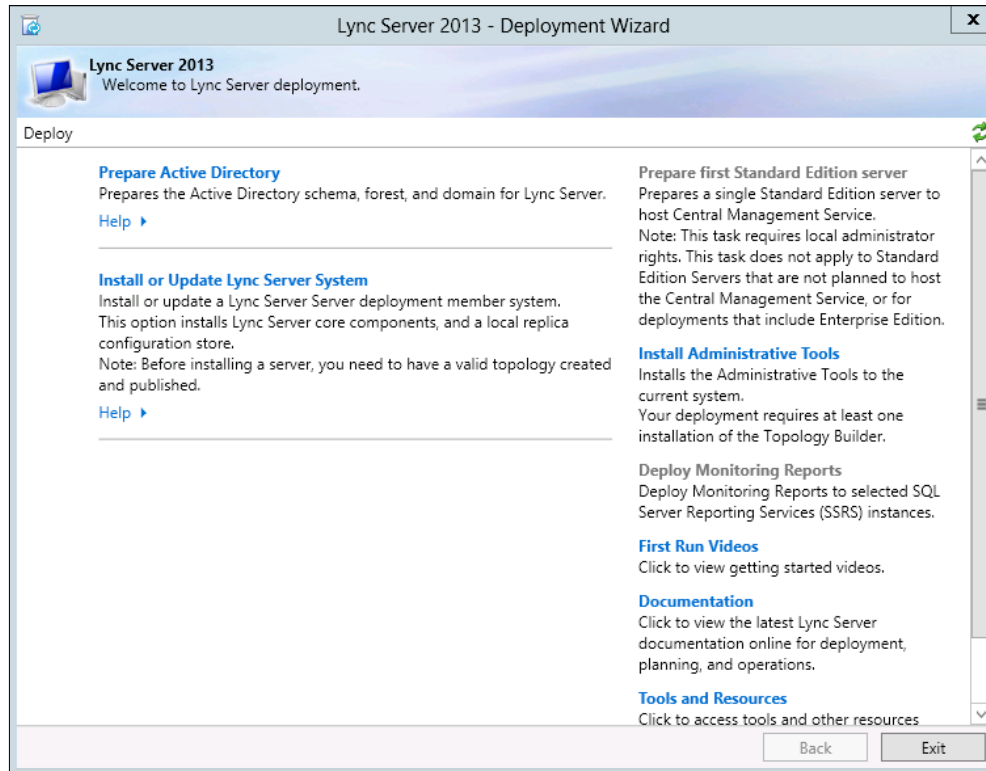 Lync Server 2013 - Deployment Wizard
x
Lync Server 2013
Welcome to Lync Server deployment.
Deploy
Prepare Active Directory
Prepares the Active Directory schema, forest, and domain for Lync Server.
Help
Install or Update Lync Server System
Install or update a Lync Server Server deployment member system.
This option installs Lync Server core components, and a local replica
configuration store.
Note: Before installing a server, you need to have a valid topology created
and published.
Help
Prepare first Standard Edition server
Prepares a single Standard Edition server to
host Central Management Service.
Note: This task requires local administrator
rights. This task does not apply to Standard
Edition Servers that are not planned to host
the Central Management Service, or for
deployments that include Enterprise Edition.
Install Administrative Tools
Installs the Administrative Tools to the
current system.
Your deployment requires at least one
installation of the Topology Builder.
Deploy Monitoring Reports
Deploy Monitoring Reports to selected SQL
Server Reporting Services (SSRS) instances.
First Run Videos
Click to view getting started videos.
Documentation
Click to view the latest Lync Server
documentation online for deployment,
planning, and operations.
Tools and Resources
Click to access tools and other resources
Back
Exit